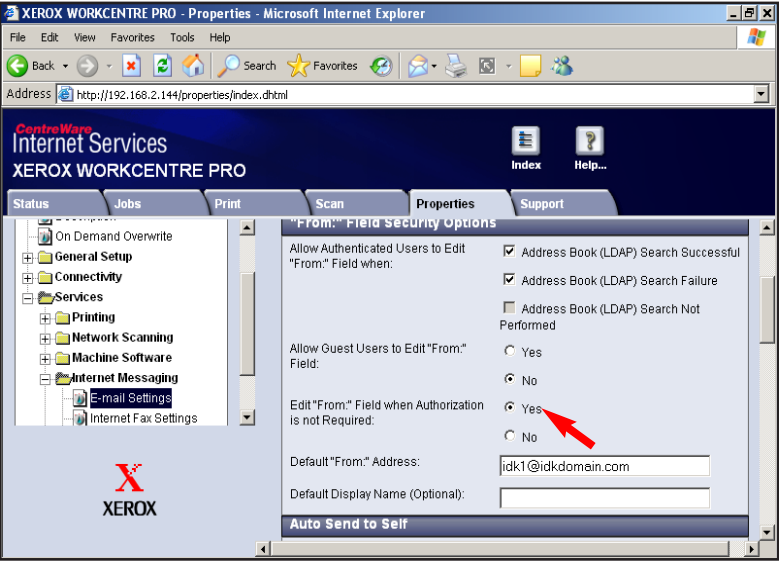 XEROX WORKCENTRE PRO - Properties - Microsoft Internet Explorer
File Edit View Favorites Tools Help
Back Search Favorites
Address http://192.168.2.144/properties/index.dhtml
CentreWare
Internet Services
XEROX WORKCENTRE PRO
Index Help...
Status Jobs Print Scan Properties Support
Description
On Demand Overwrite
General Setup
Connectivity
Services
Printing
Network Scanning
Machine Software
Internet Messaging
E-mail Settings
Internet Fax Settings
X
XEROX
"From:" Field Security Options
Allow Authenticated Users to Edit
"From:" Field when:
Address Book (LDAP) Search Successful
Address Book (LDAP) Search Failure
Address Book (LDAP) Search Not
Performed
Allow Guest Users to Edit "From:"
Field:
Yes
No
Edit "From:" Field when Authorization
is not Required:
Yes
No
Default "From:" Address:
idk1@idkdomain.com
Default Display Name (Optional):
Auto Send to Self